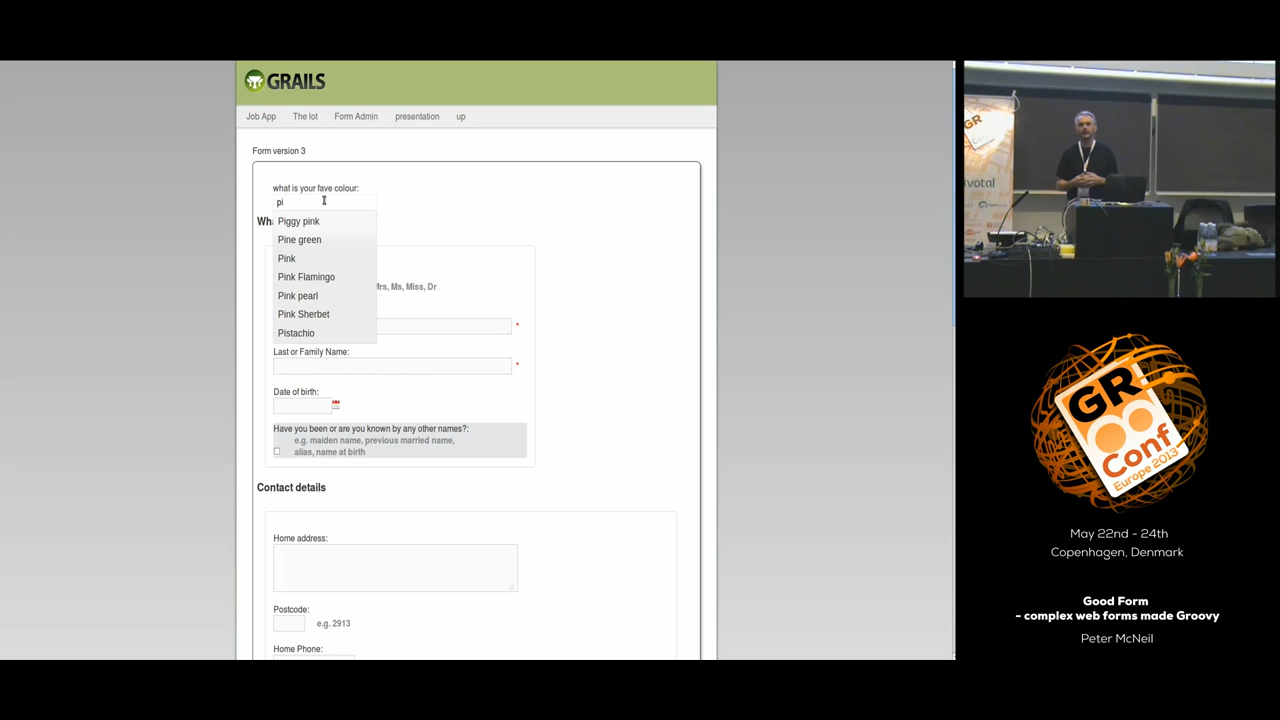 GRAILS
Job App The lot Form Admin presentation up
Form version 3
what is your fave colour:
pi
Piggy pink
Pine green
Pink
Pink Flamingo
Pink pearl
Pink Sherbet
Pistachio
Mrs, Ms, Miss, Dr
*
Last or Family Name:
*
Date of birth:
Have you been or are you known by any other names?:
e.g. maiden name, previous married name,
alias, name at birth
Contact details
Home address:
Postcode:
e.g. 2913
Home Phone:
GR
votal
GR
Conf
Europe 2013
May 22nd - 24th
Copenhagen, Denmark
Good Form
- complex web forms made Groovy
Peter McNeil